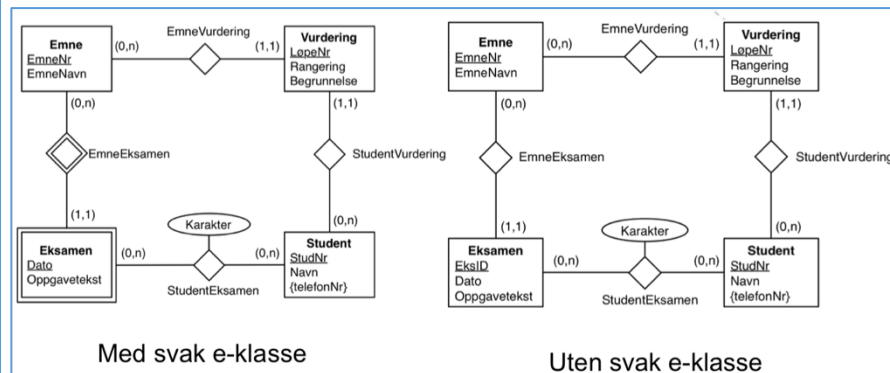 EmneVurdering
Emne
EmneNr
EmneNavn
(0,n)
(1,1)
Vurdering
LøpeNr
Rangering
Begrunnelse
(0,n)
(1,1)
EmneEksamen
StudentVurdering
(1,1)
(0,n)
Karakter
Eksamen
Dato
Oppgavetekst
(0,n)
(0,n)
Student
StudNr
Navn
{telefonNr}
StudentEksamen
Med svak e-klasse
EmneVurdering
Emne
EmneNr
EmneNavn
(0,n)
(1,1)
Vurdering
LøpeNr
Rangering
Begrunnelse
(0,n)
(1,1)
EmneEksamen
StudentVurdering
(1,1)
(0,n)
Karakter
Eksamen
EksID
Dato
Oppgavetekst
(0,n)
(0,n)
Student
StudNr
Navn
{telefonNr}
StudentEksamen
Uten svak e-klasse